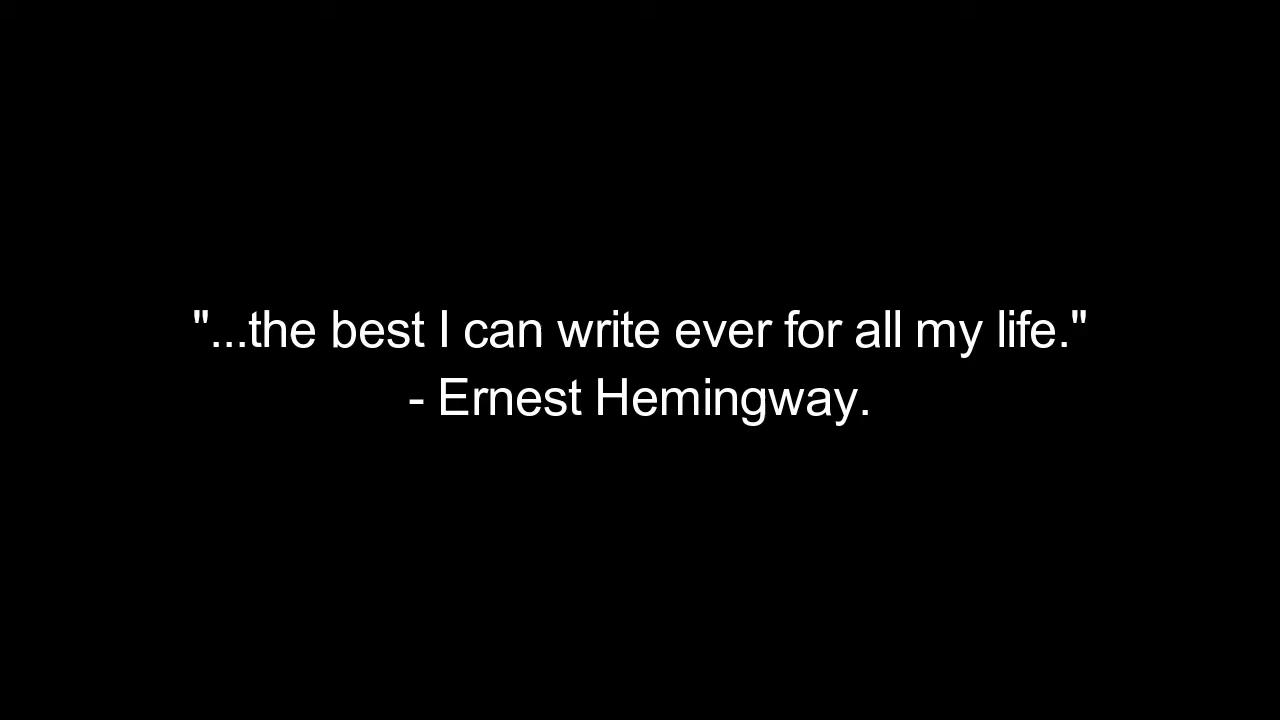 "...the best I can write ever for all my life."
- Ernest Hemingway.